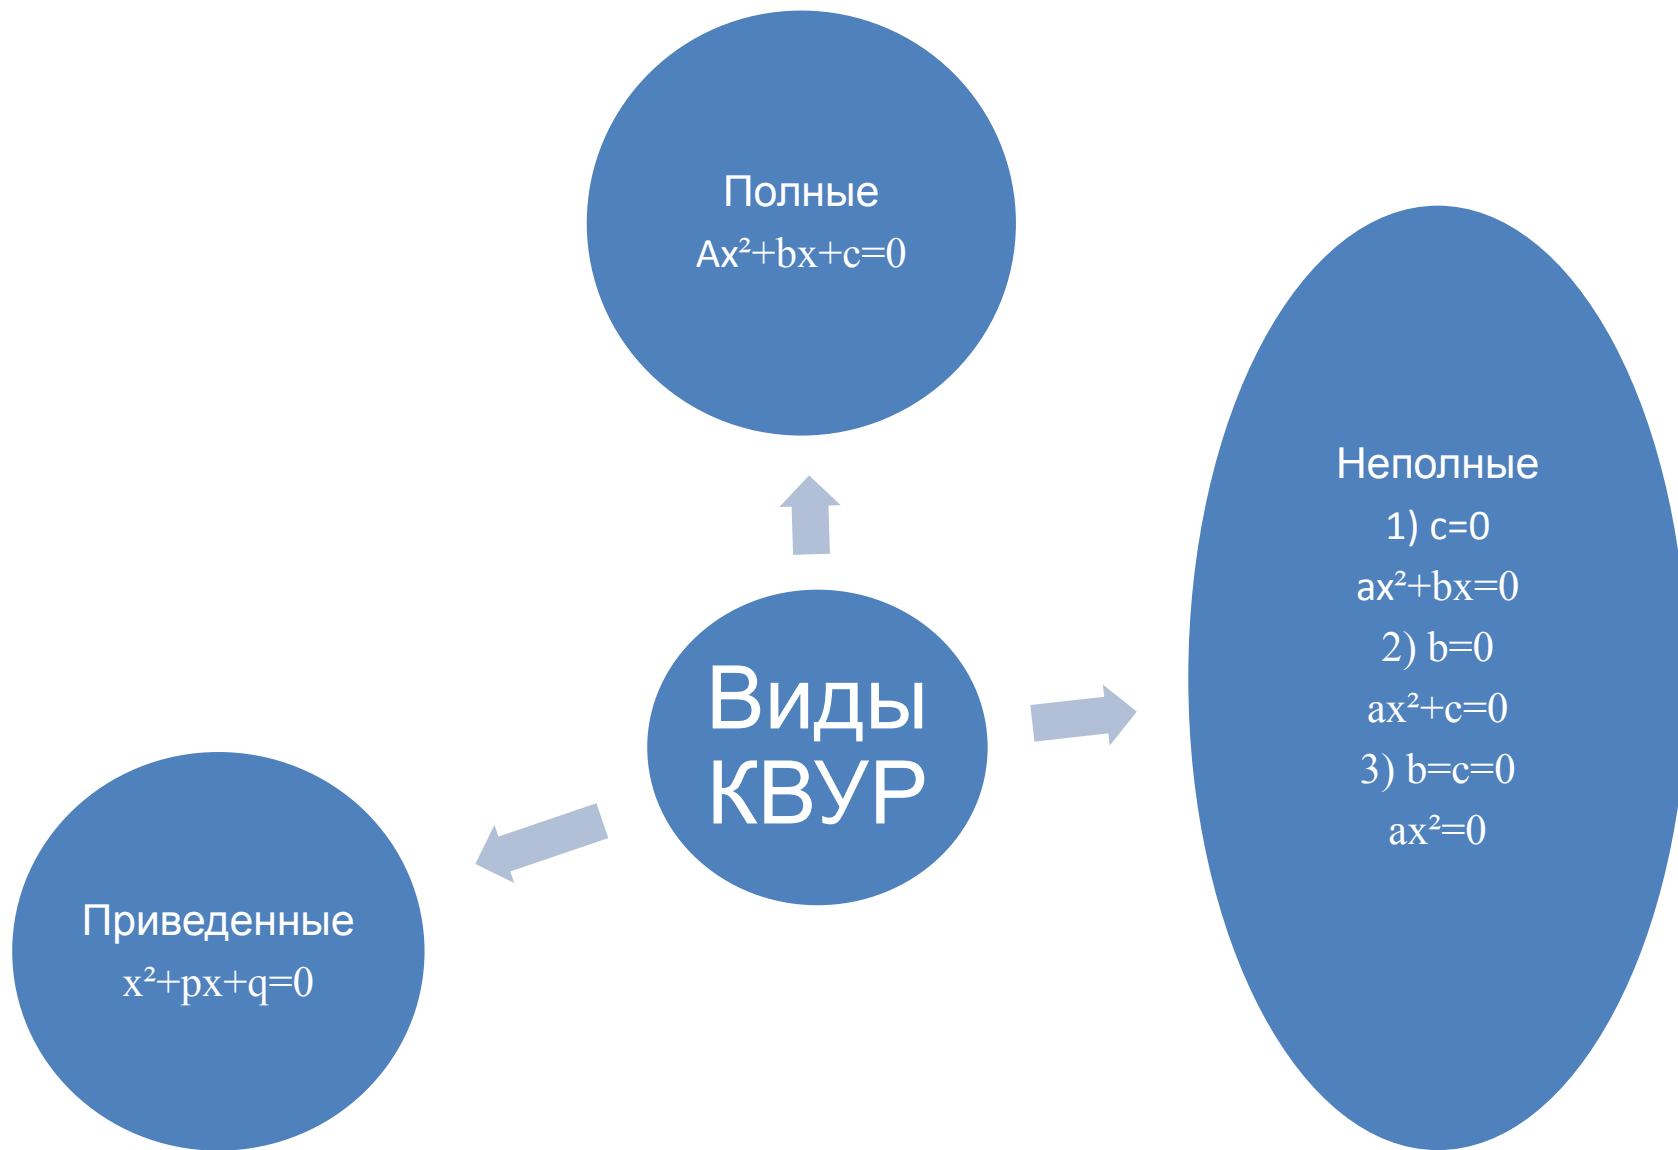 Полные
Ax²+bx+c=0
Неполные
1) c=0
ax²+bx=0
2) b=0
ax²+c=0
3) b=c=0
ax²=0
Виды
КВУР
Приведенные
x²+px+q=0